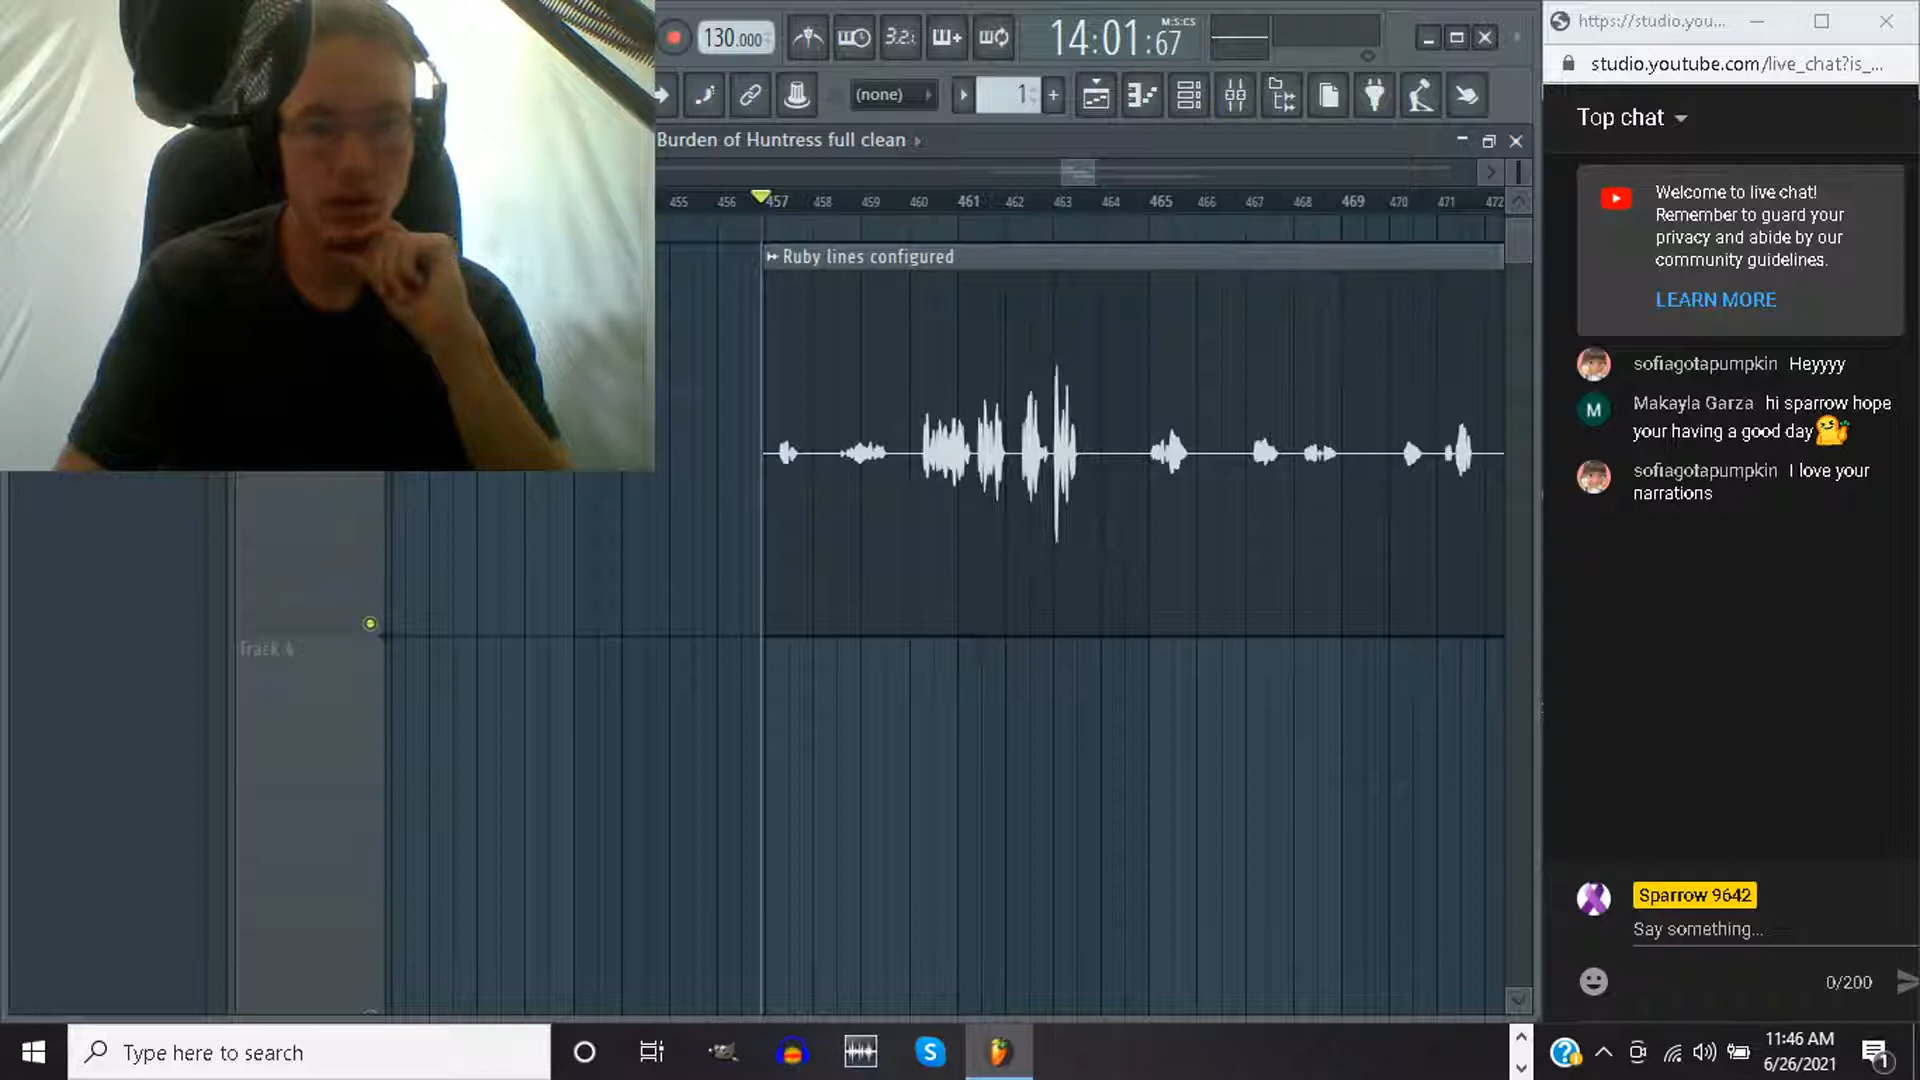 130.000
3.2.
14:01:67
M:S:CS
(none)
1
Burden of Huntress full clean
455 456 457 458 459 460 461 462 463 464 465 466 467 468 469 470 471 472
Ruby lines configured
Track 4
https://studio.you...
studio.youtube.com/live_chat?is_...
Top chat
Welcome to live chat!
Remember to guard your
privacy and abide by our
community guidelines.
LEARN MORE
sofiagotapumpkin Heyyyy
M
Makayla Garza hi sparrow hope
your having a good day
sofiagotapumpkin I love your
narrations
Sparrow 9642
Say something...
0/200
Type here to search
11:46 AM
6/26/2021
1